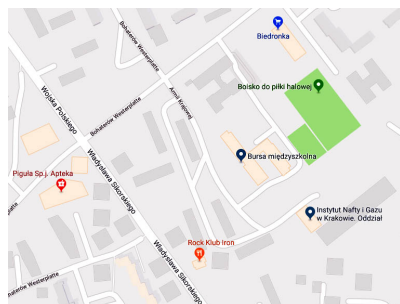 Bohaterów Westerplatte
Biedronka
Boisko do piłki halowej
Wojska Polskiego
Armii Krajowej
Bohaterów Westerplatte
Bursa międzyszkolna
Władysława Sikorskiego
Piguła Sp.j. Apteka
Instytut Nafty i Gazu
w Krakowie. Oddział
Rock Klub Iron
Władysława Sikorskiego
Bohaterów Westerplatte